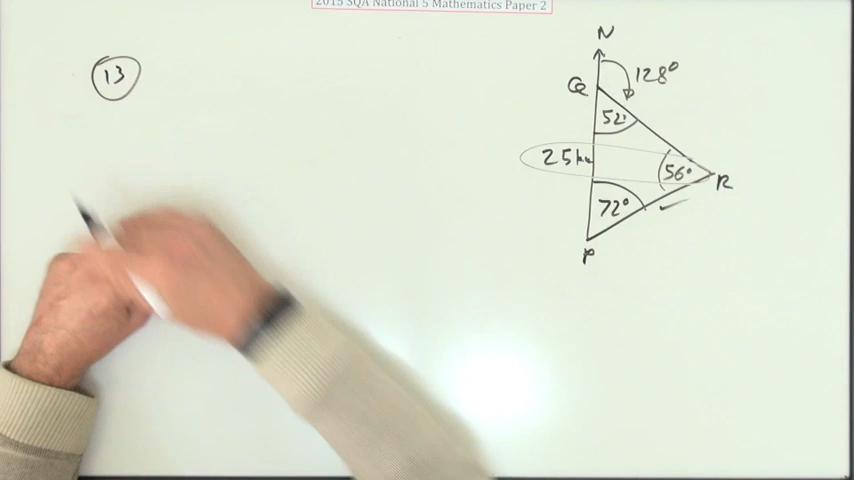 2015 SQA National 5 Mathematics Paper 2
13
N
128°
Q
52°
25km
56°
R
72°
P